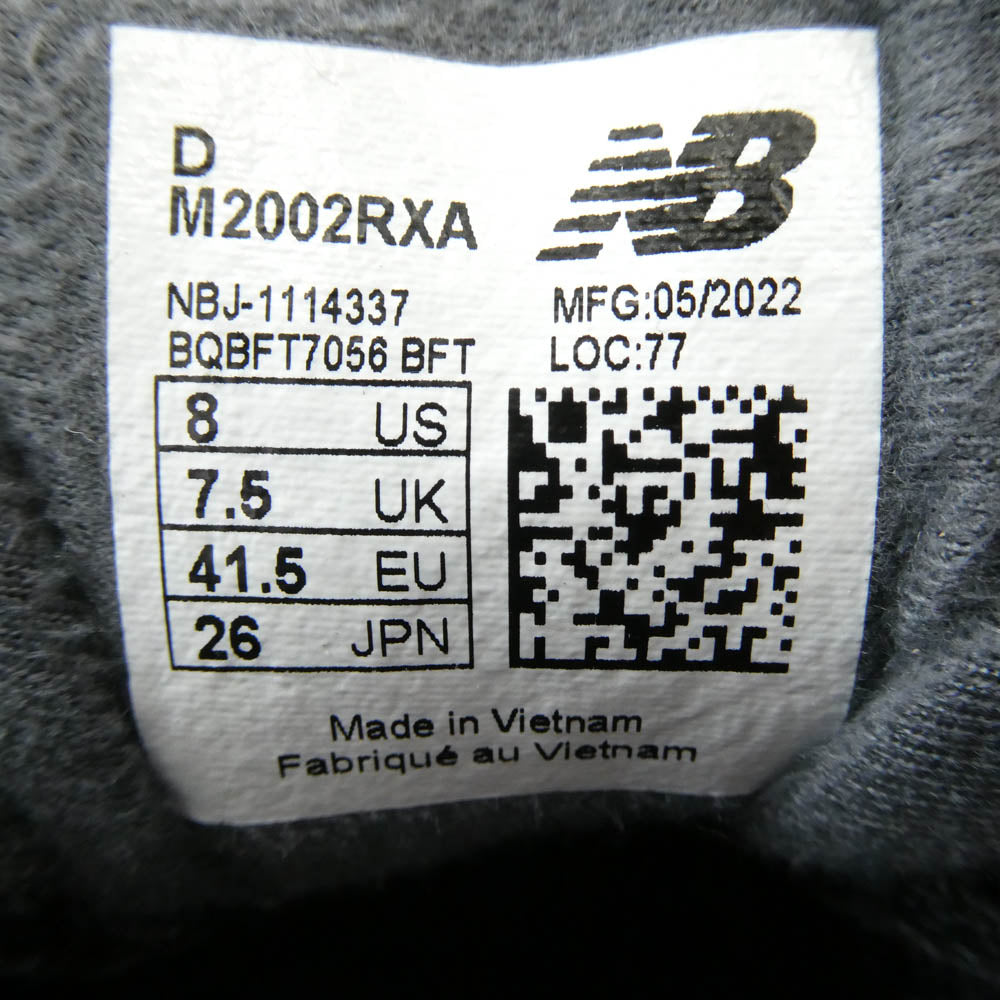 D
M2002RXA
NB
NBJ-1114337
MFG:05/2022
BQBFT7056 BFT
LOC:77
8 US
7.5 UK
41.5 EU
26 JPN
Made in Vietnam
Fabriqué au Vietnam